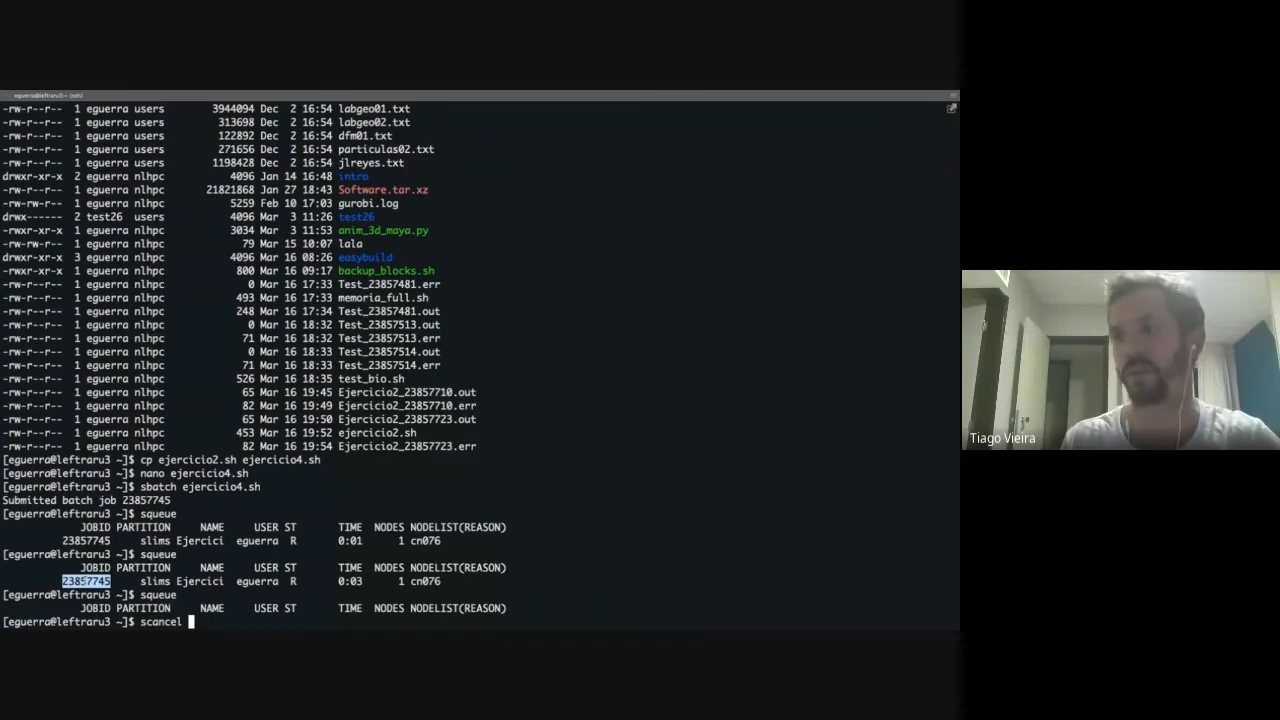 eguerra@leftraru3:~ (ssh)
-rw-r--r-- 1 eguerra users 3944094 Dec 2 16:54 labgeo01.txt
-rw-r--r-- 1 eguerra users 313698 Dec 2 16:54 labgeo02.txt
-rw-r--r-- 1 eguerra users 122892 Dec 2 16:54 dfm01.txt
-rw-r--r-- 1 eguerra users 271656 Dec 2 16:54 particulas02.txt
-rw-r--r-- 1 eguerra users 1198428 Dec 2 16:54 jlreyes.txt
drwxr-xr-x 2 eguerra nlhpc 4096 Jan 14 16:48 intro
-rw-r--r-- 1 eguerra nlhpc 21821868 Jan 27 18:43 Software.tar.xz
-rw-r--r-- 1 eguerra nlhpc 5259 Feb 10 17:03 gurobi.log
drwx------ 2 test26 users 4096 Mar 3 11:26 test26
-rwxr-xr-x 1 eguerra nlhpc 3034 Mar 3 11:53 anim_3d_maya.py
-rw-rw-r-- 1 eguerra nlhpc 79 Mar 15 10:07 lala
drwxr-xr-x 3 eguerra nlhpc 4096 Mar 16 08:26 easybuild
-rwxr-xr-x 1 eguerra nlhpc 800 Mar 16 09:17 backup_blocks.sh
-rw-r--r-- 1 eguerra nlhpc 0 Mar 16 17:33 Test_23857481.err
-rw-r--r-- 1 eguerra nlhpc 493 Mar 16 17:33 memoria_full.sh
-rw-r--r-- 1 eguerra nlhpc 248 Mar 16 17:34 Test_23857481.out
-rw-r--r-- 1 eguerra nlhpc 0 Mar 16 18:32 Test_23857513.out
-rw-r--r-- 1 eguerra nlhpc 71 Mar 16 18:32 Test_23857513.err
-rw-r--r-- 1 eguerra nlhpc 0 Mar 16 18:33 Test_23857514.out
-rw-r--r-- 1 eguerra nlhpc 71 Mar 16 18:33 Test_23857514.err
-rw-r--r-- 1 eguerra nlhpc 526 Mar 16 18:35 test_bio.sh
-rw-r--r-- 1 eguerra nlhpc 65 Mar 16 19:45 Ejercicio2_23857710.out
-rw-r--r-- 1 eguerra nlhpc 82 Mar 16 19:49 Ejercicio2_23857710.err
-rw-r--r-- 1 eguerra nlhpc 65 Mar 16 19:50 Ejercicio2_23857723.out
-rw-r--r-- 1 eguerra nlhpc 453 Mar 16 19:52 ejercicio2.sh
-rw-r--r-- 1 eguerra nlhpc 82 Mar 16 19:54 Ejercicio2_23857723.err
[eguerra@leftraru3 ~]$ cp ejercicio2.sh ejercicio4.sh
[eguerra@leftraru3 ~]$ nano ejercicio4.sh
[eguerra@leftraru3 ~]$ sbatch ejercicio4.sh
Submitted batch job 23857745
[eguerra@leftraru3 ~]$ squeue
JOBID PARTITION NAME USER ST TIME NODES NODELIST(REASON)
23857745 slims Ejercici eguerra R 0:01 1 cn076
[eguerra@leftraru3 ~]$ squeue
JOBID PARTITION NAME USER ST TIME NODES NODELIST(REASON)
23857745 slims Ejercici eguerra R 0:03 1 cn076
[eguerra@leftraru3 ~]$ squeue
JOBID PARTITION NAME USER ST TIME NODES NODELIST(REASON)
[eguerra@leftraru3 ~]$ scancel
Tiago Vieira